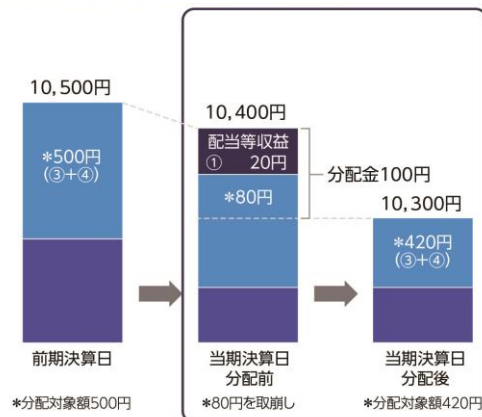 10,500円
*500円
(③+④)
前期決算日
*分配対象額500円
10,400円
配当等収益
① 20円
*80円
分配金100円
当期決算日
分配前
*80円を取崩し
10,300円
*420円
(③+④)
当期決算日
分配後
*分配対象額420円